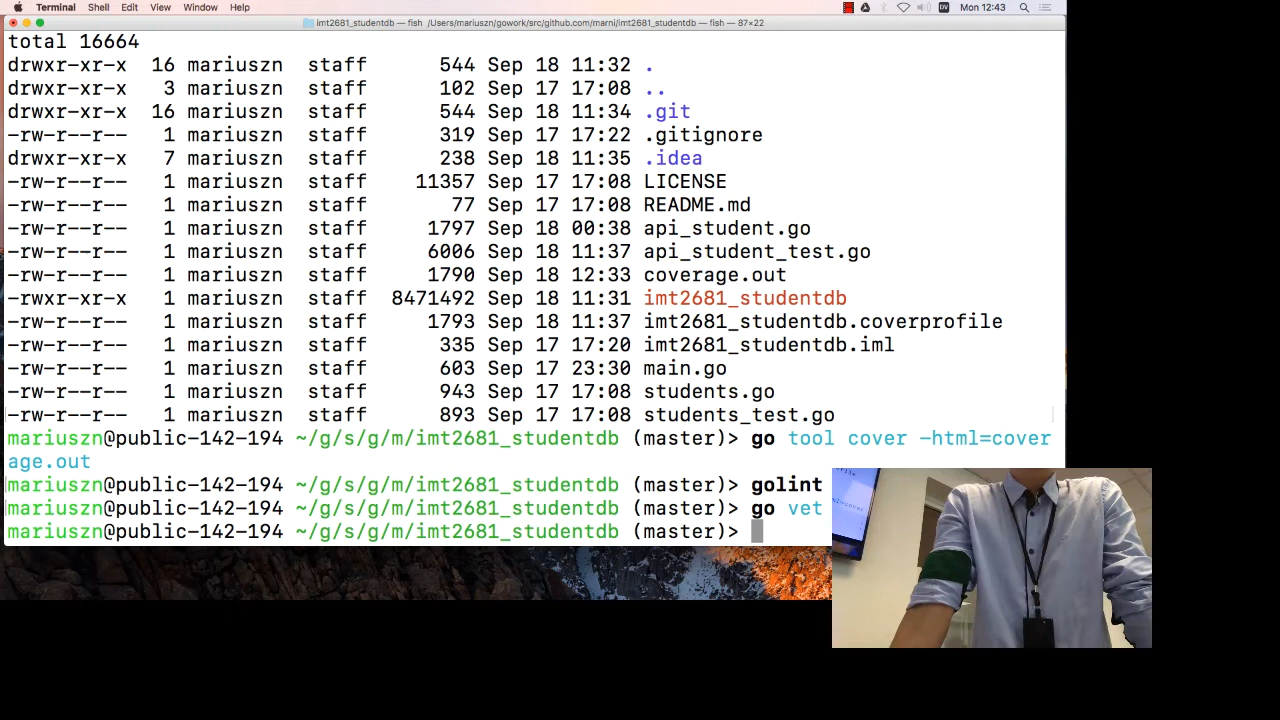 Terminal Shell Edit View Window Help DV Mon 12:43
imt2681_studentdb — fish /Users/mariuszn/gowork/src/github.com/marni/imt2681_studentdb — fish — 87×22
total 16664
drwxr-xr-x 16 mariuszn staff 544 Sep 18 11:32 .
drwxr-xr-x 3 mariuszn staff 102 Sep 17 17:08 ..
drwxr-xr-x 16 mariuszn staff 544 Sep 18 11:34 .git
-rw-r--r-- 1 mariuszn staff 319 Sep 17 17:22 .gitignore
drwxr-xr-x 7 mariuszn staff 238 Sep 18 11:35 .idea
-rw-r--r-- 1 mariuszn staff 11357 Sep 17 17:08 LICENSE
-rw-r--r-- 1 mariuszn staff 77 Sep 17 17:08 README.md
-rw-r--r-- 1 mariuszn staff 1797 Sep 18 00:38 api_student.go
-rw-r--r-- 1 mariuszn staff 6006 Sep 18 11:37 api_student_test.go
-rw-r--r-- 1 mariuszn staff 1790 Sep 18 12:33 coverage.out
-rwxr-xr-x 1 mariuszn staff 8471492 Sep 18 11:31 imt2681_studentdb
-rw-r--r-- 1 mariuszn staff 1793 Sep 18 11:37 imt2681_studentdb.coverprofile
-rw-r--r-- 1 mariuszn staff 335 Sep 17 17:20 imt2681_studentdb.iml
-rw-r--r-- 1 mariuszn staff 603 Sep 17 23:30 main.go
-rw-r--r-- 1 mariuszn staff 943 Sep 17 17:08 students.go
-rw-r--r-- 1 mariuszn staff 893 Sep 17 17:08 students_test.go
mariuszn@public-142-194 ~/g/s/g/m/imt2681_studentdb (master)> go tool cover -html=cover
age.out
mariuszn@public-142-194 ~/g/s/g/m/imt2681_studentdb (master)> golint
mariuszn@public-142-194 ~/g/s/g/m/imt2681_studentdb (master)> go vet
mariuszn@public-142-194 ~/g/s/g/m/imt2681_studentdb (master)>